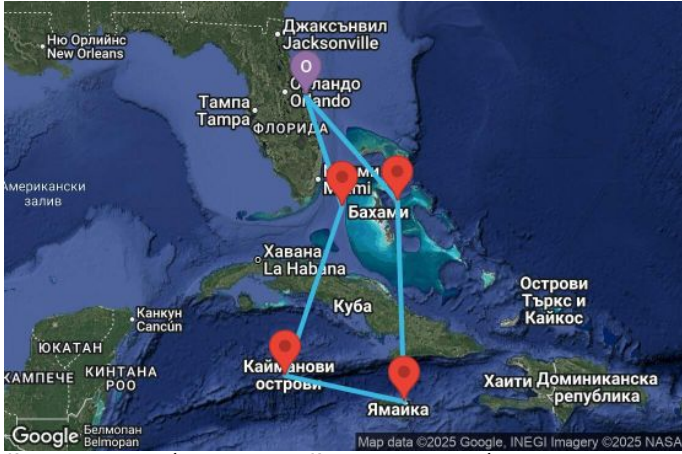 Джаксънвил
Jacksonville
Ню Орлийнс
New Orleans
O
Орландо
Orlando
Тампа
Tampa
ФЛОРИДА
Miami
Американски
залив
Бахами
Хавана
La Habana
Куба
Острови
Търкс и
Кайкос
Канкун
Cancún
ЮКАТАН
КАМПЕЧЕ
КИНТАНА
РОО
Кайманови
острови
Ямайка
Хаити
Доминиканска
република
Белмопан
Belmopan
Google
Map data ©2025 Google, INEGI Imagery ©2025 NASA